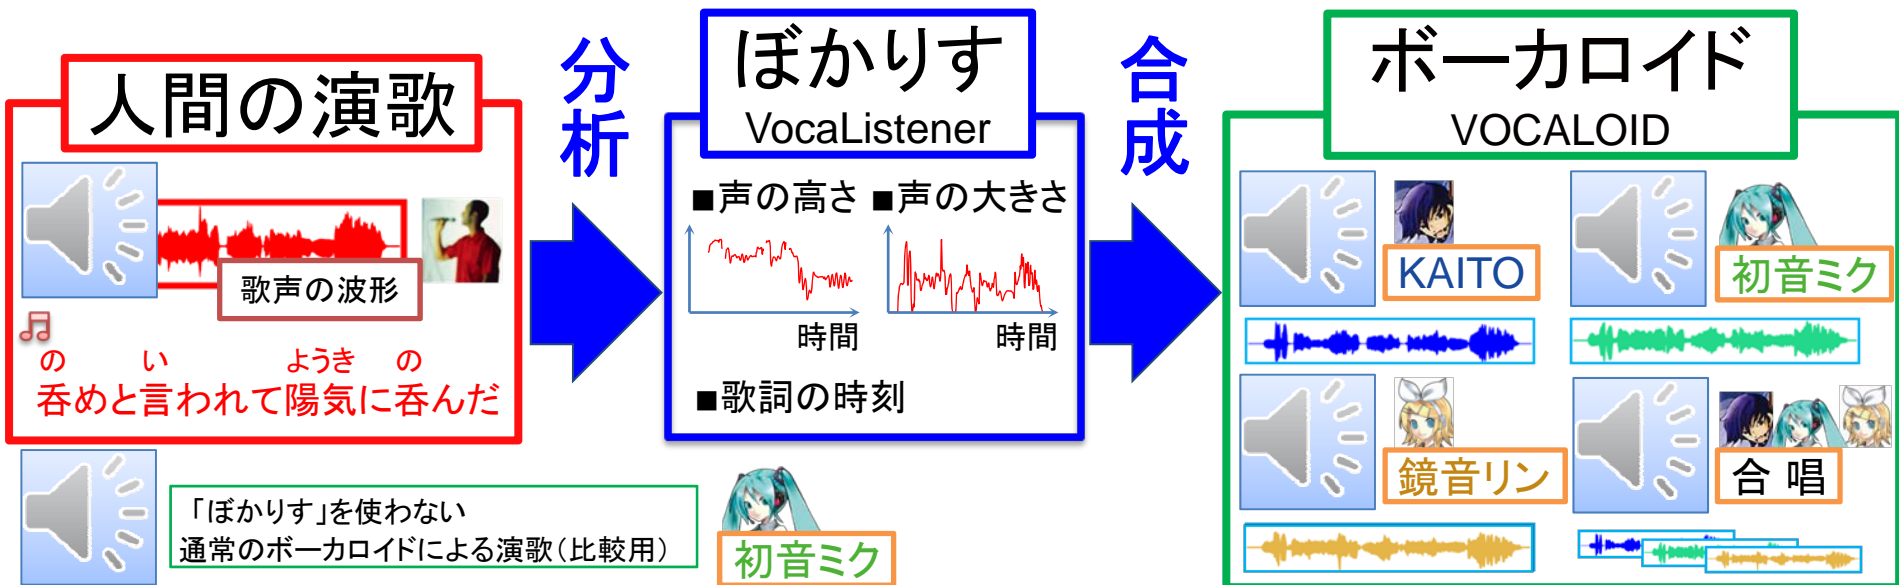 人間の演歌
歌声の波形
の い ようき の
呑めと言われて陽気に呑んだ
分析
ぼかりす
VocaListener
■声の高さ ■声の大きさ
時間 時間
■歌詞の時刻
合成
ボーカロイド
VOCALOID
KAITO 初音ミク
鏡音リン 合 唱
「ぼかりす」を使わない
通常のボーカロイドによる演歌(比較用)
初音ミク